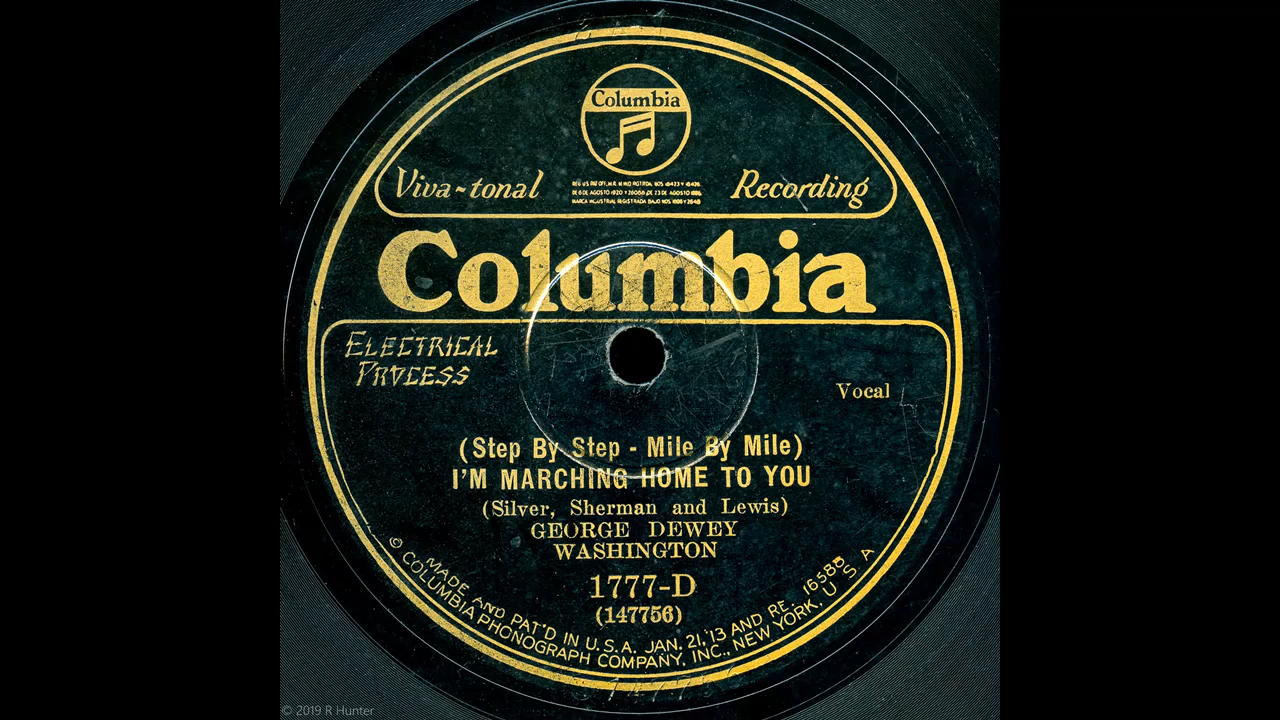 Columbia
Viva-tonal Recording
Columbia
ELECTRICAL
PROCESS
Vocal
(Step By Step - Mile By Mile)
I'M MARCHING HOME TO YOU
(Silver, Sherman and Lewis)
GEORGE DEWEY
WASHINGTON
1777-D
(147756)
MADE AND PAT'D IN U.S.A. JAN. 21,'13 AND RE. 16588
© COLUMBIA PHONOGRAPH COMPANY, INC., NEW YORK, U.S.A
© 2019 R Hunter